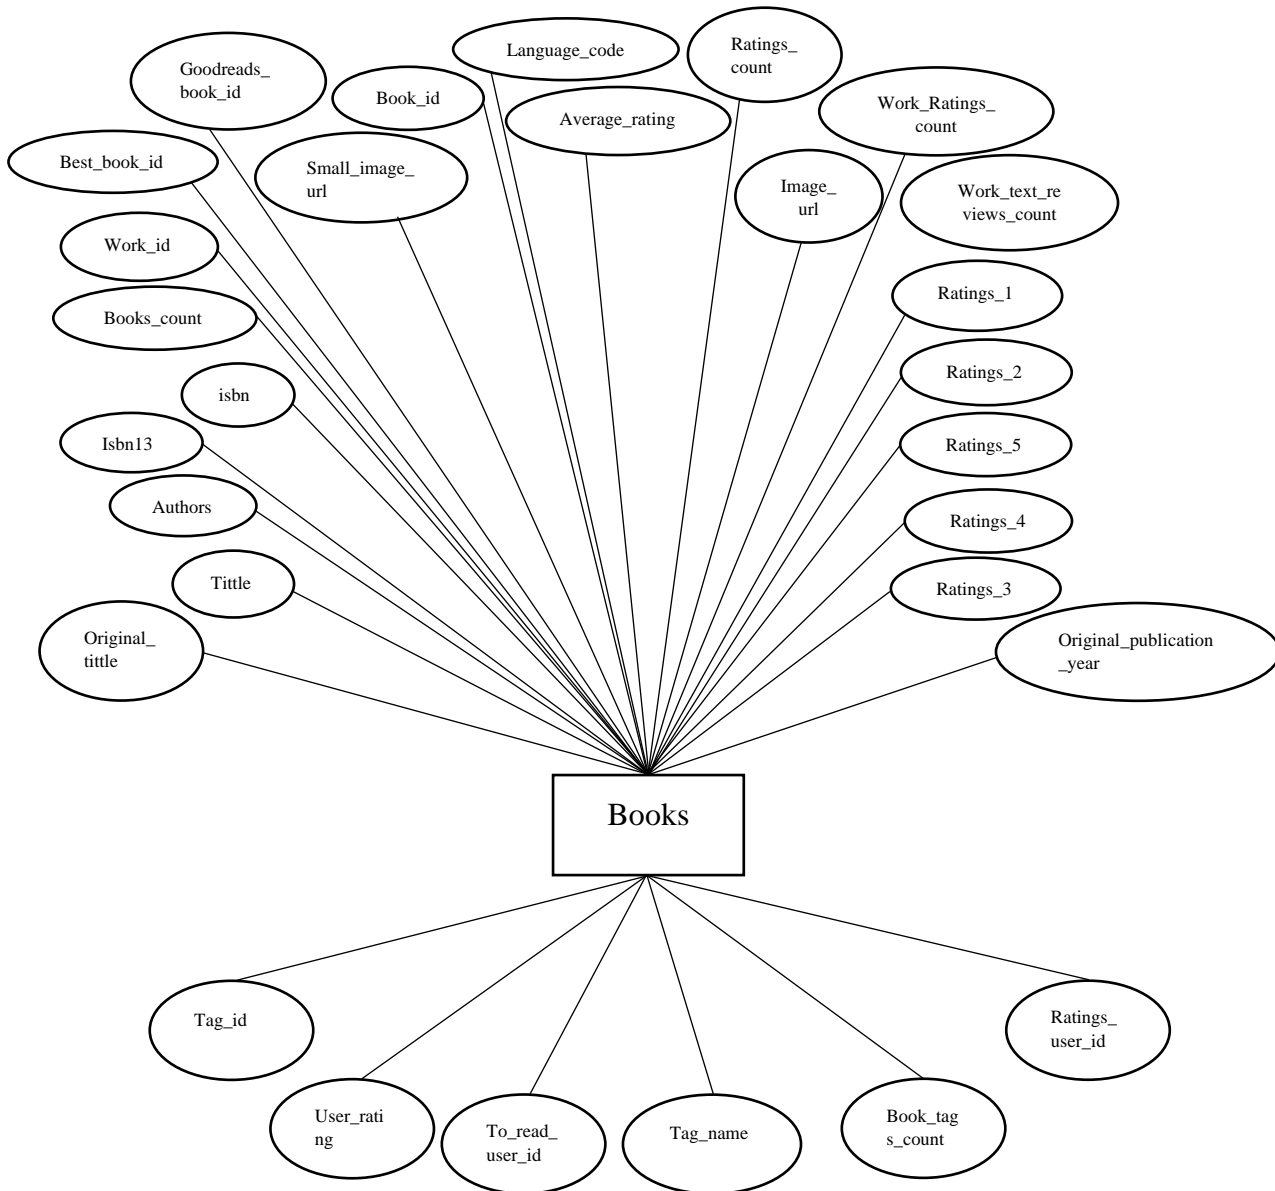 Goodreads_
book_id
Book_id
Language_code
Ratings_
count
Average_rating
Work_Ratings_
count
Best_book_id
Small_image_
url
Image_
url
Work_text_re
views_count
Work_id
Books_count
Ratings_1
isbn
Ratings_2
Isbn13
Ratings_5
Authors
Ratings_4
Tittle
Ratings_3
Original_
tittle
Original_publication
_year
Books
Tag_id
Ratings_
user_id
User_rati
ng
To_read_
user_id
Tag_name
Book_tag
s_count